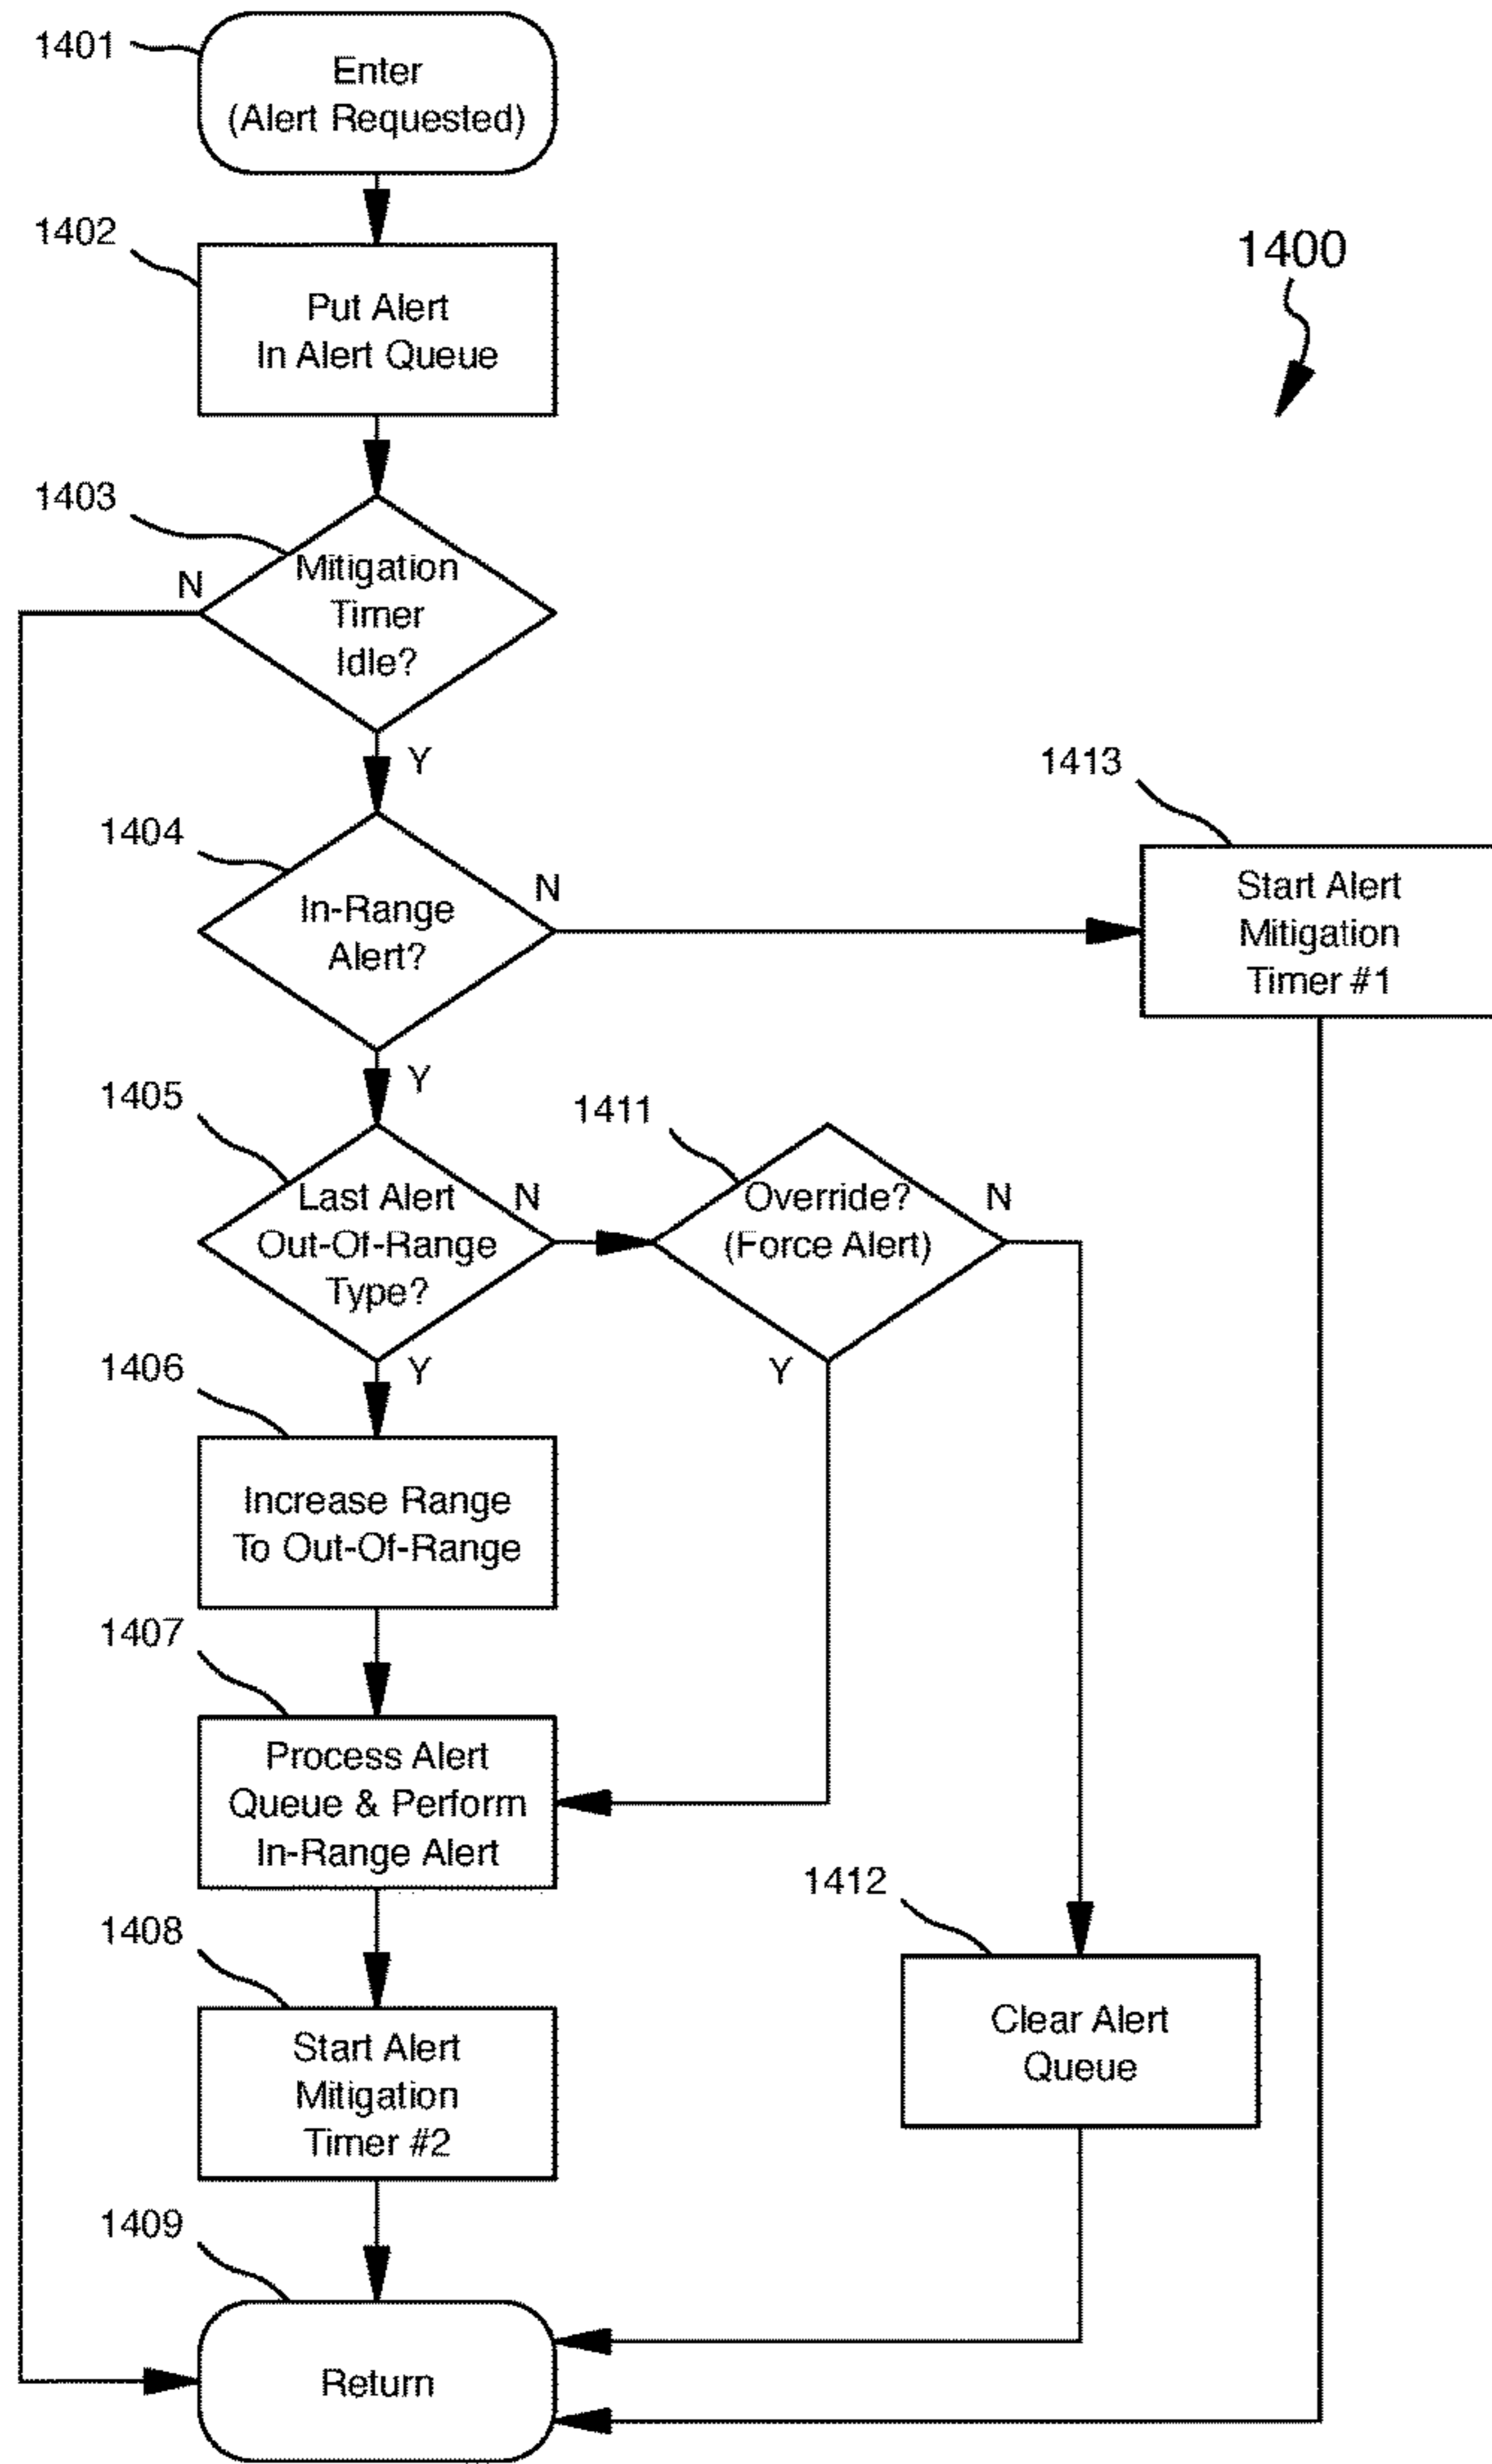 1401
Enter
(Alert Requested)
1402
Put Alert
In Alert Queue
1400
1403
N
Mitigation
Timer
Idle?
Y
1413
1404
In-Range
Alert?
N
Start Alert
Mitigation
Timer #1
Y
1405
1411
Last Alert
Out-Of-Range
Type?
N
Override?
(Force Alert)
N
1406
Y
Y
Increase Range
To Out-Of-Range
1407
Process Alert
Queue & Perform
In-Range Alert
1412
1408
Start Alert
Mitigation
Timer #2
Clear Alert
Queue
1409
Return